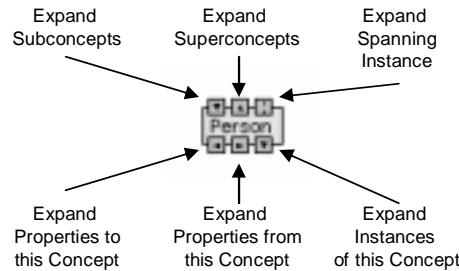 Expand
Subconcepts
Expand
Superconcepts
Expand
Spanning
Instance
Person
Expand
Properties to
this Concept
Expand
Properties from
this Concept
Expand
Instances
of this Concept